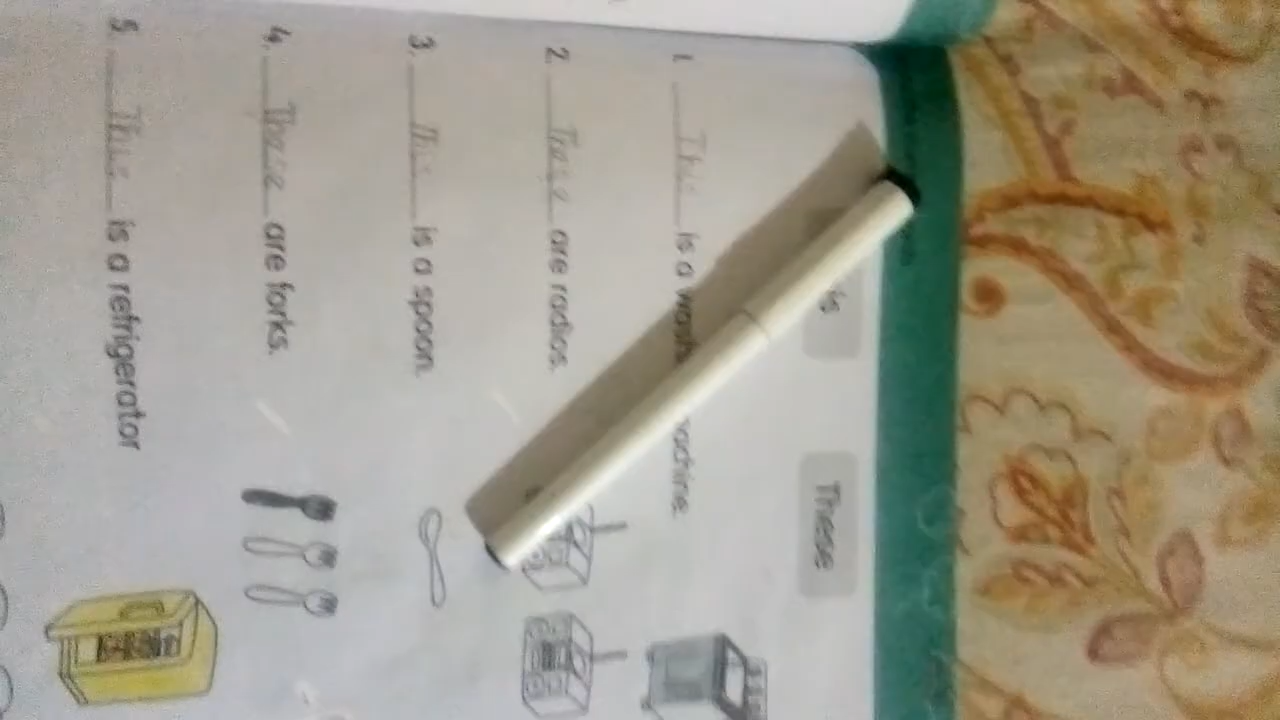 These
1. This is a machine.
2. These are radios.
3. This is a spoon.
4. These are forks.
5. This is a refrigerator